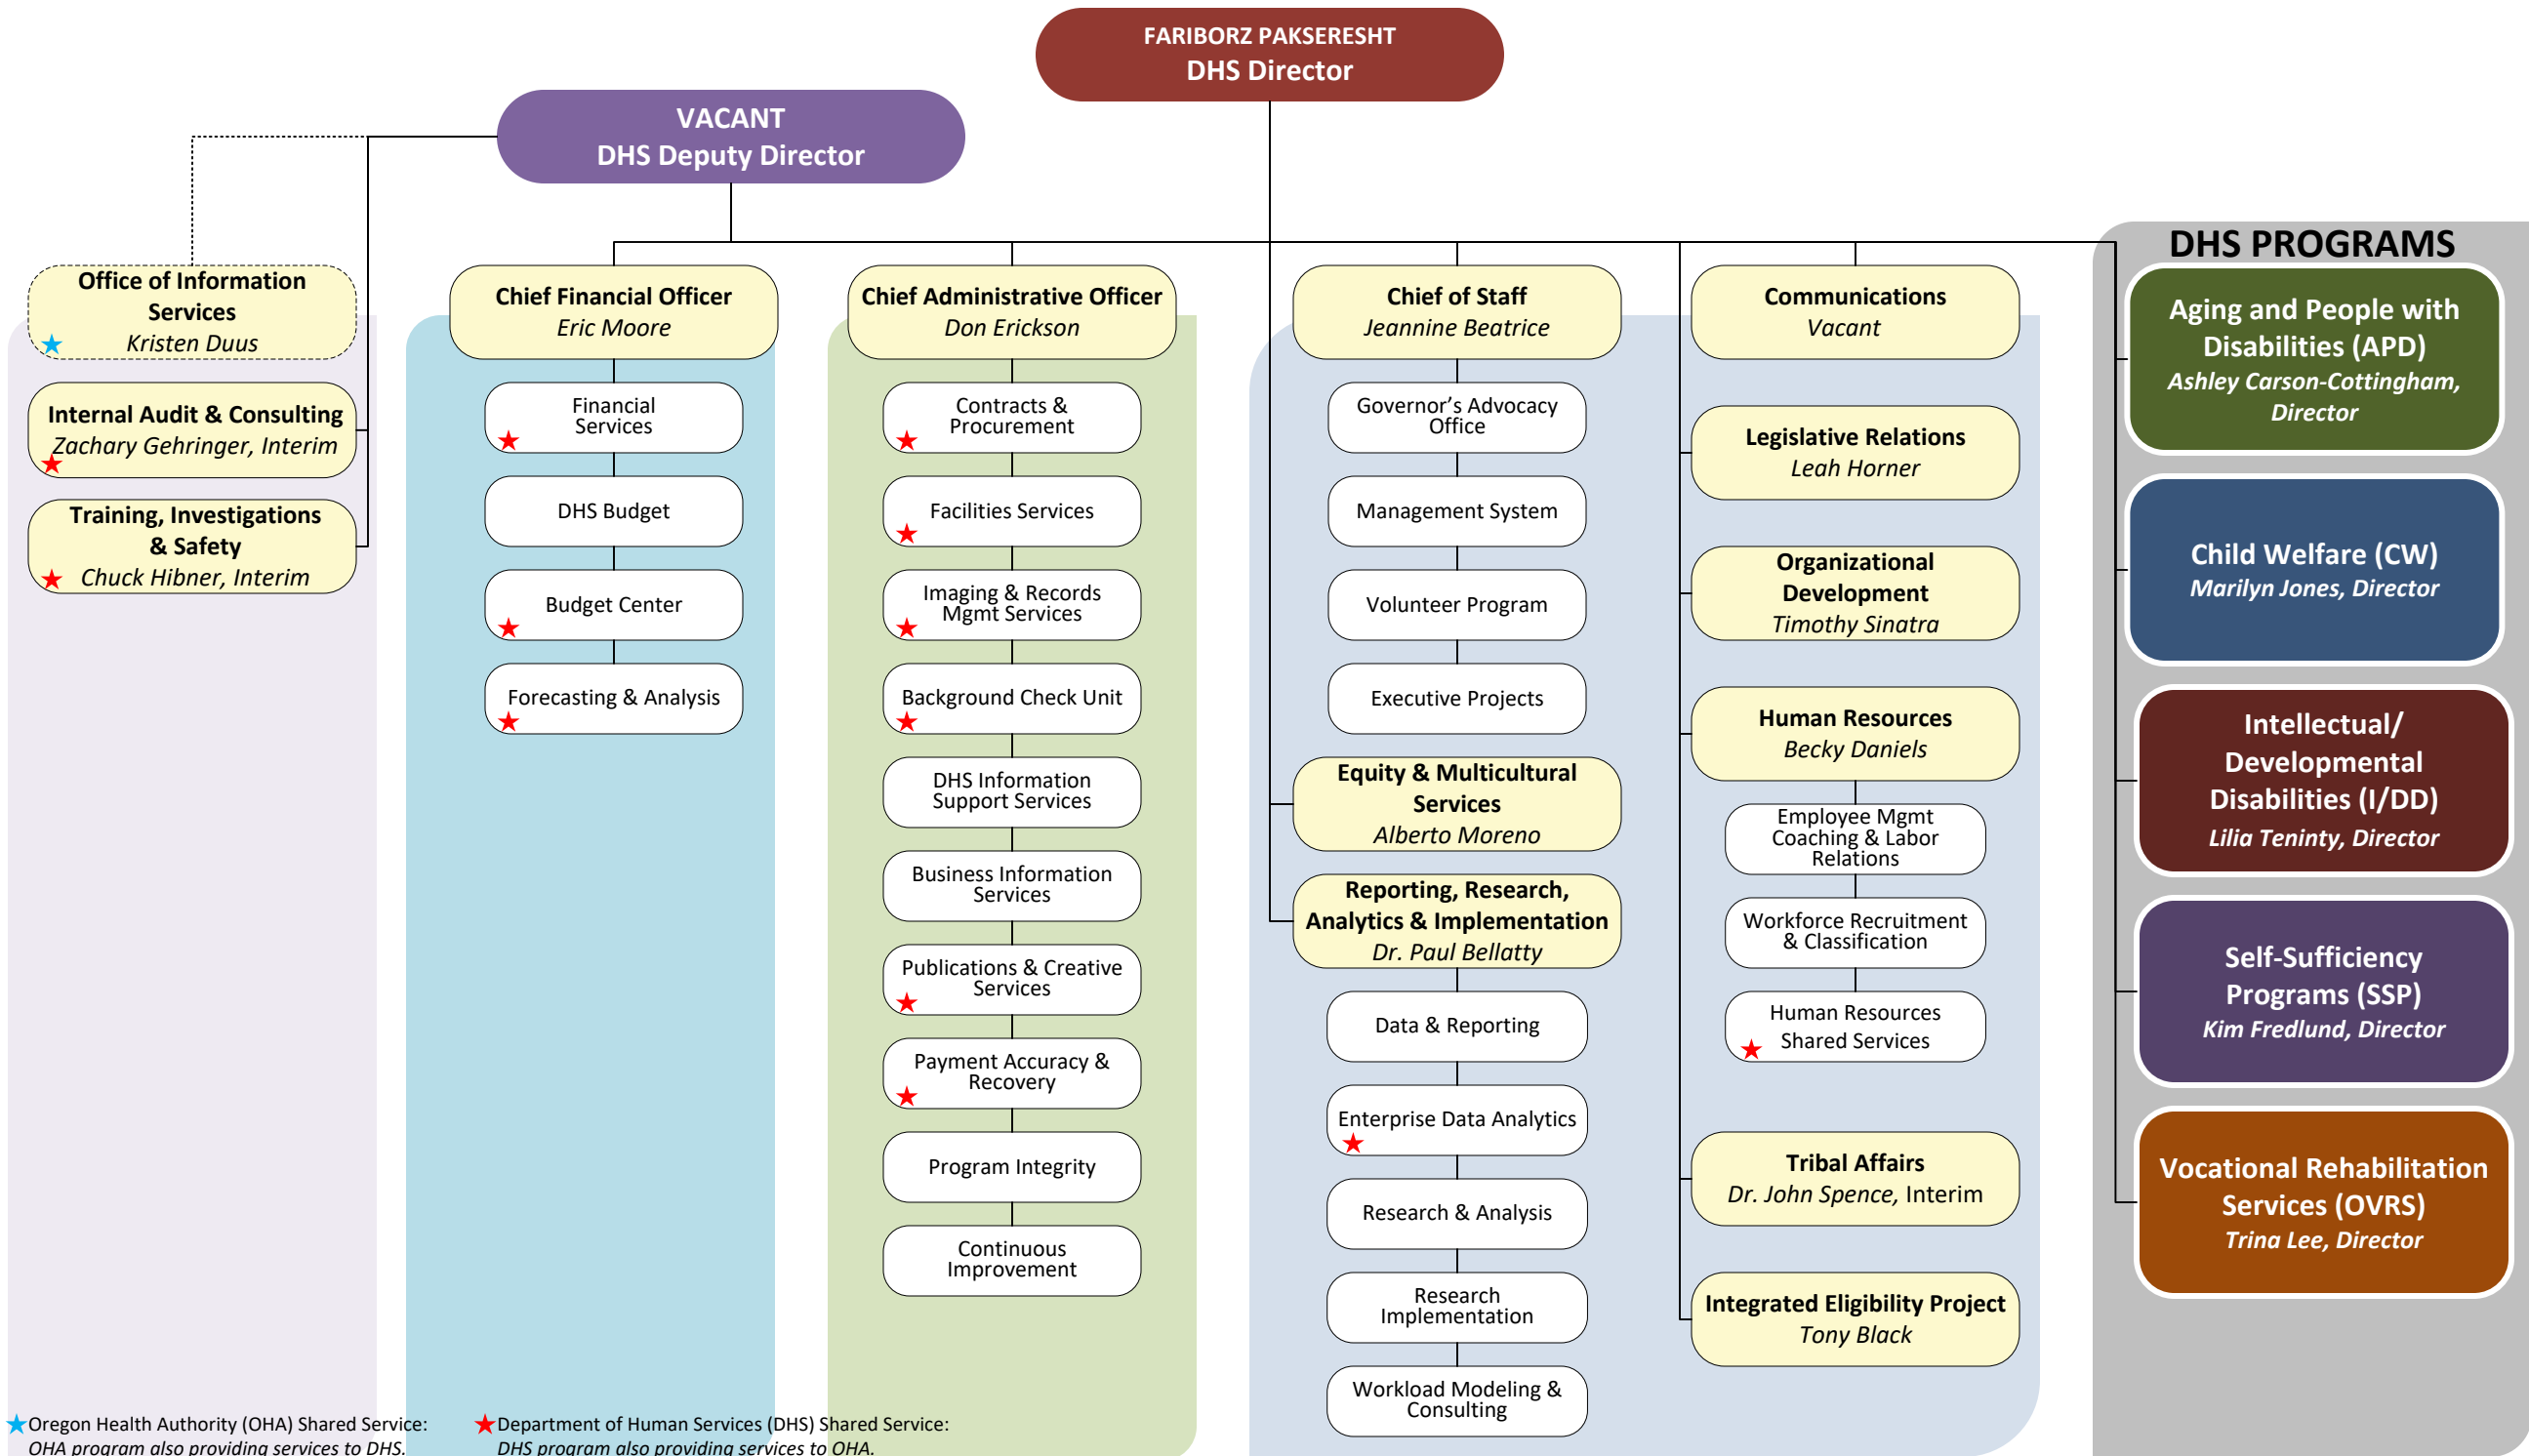 FARIBORZ PAKSERESHT
DHS Director
VACANT
DHS Deputy Director
Office of Information
Services
Kristen Duus
Internal Audit & Consulting
Zachary Gehringer, Interim
Training, Investigations
& Safety
Chuck Hibner, Interim
Chief Financial Officer
Eric Moore
Financial
Services
DHS Budget
Budget Center
Forecasting & Analysis
Chief Administrative Officer
Don Erickson
Contracts &
Procurement
Facilities Services
Imaging & Records
Mgmt Services
Background Check Unit
DHS Information
Support Services
Business Information
Services
Publications & Creative
Services
Payment Accuracy &
Recovery
Program Integrity
Continuous
Improvement
Chief of Staff
Jeannine Beatrice
Governor’s Advocacy
Office
Management System
Volunteer Program
Executive Projects
Equity & Multicultural
Services
Alberto Moreno
Reporting, Research,
Analytics & Implementation
Dr. Paul Bellatty
Data & Reporting
Enterprise Data Analytics
Research & Analysis
Research
Implementation
Workload Modeling &
Consulting
Communications
Vacant
Legislative Relations
Leah Horner
Organizational
Development
Timothy Sinatra
Human Resources
Becky Daniels
Employee Mgmt
Coaching & Labor
Relations
Workforce Recruitment
& Classification
Human Resources
Shared Services
Tribal Affairs
Dr. John Spence, Interim
Integrated Eligibility Project
Tony Black
DHS PROGRAMS
Aging and People with
Disabilities (APD)
Ashley Carson-Cottingham,
Director
Child Welfare (CW)
Marilyn Jones, Director
Intellectual/
Developmental
Disabilities (I/DD)
Lilia Teninty, Director
Self-Sufficiency
Programs (SSP)
Kim Fredlund, Director
Vocational Rehabilitation
Services (OVRS)
Trina Lee, Director
Oregon Health Authority (OHA) Shared Service:
OHA program also providing services to DHS.
Department of Human Services (DHS) Shared Service:
DHS program also providing services to OHA.